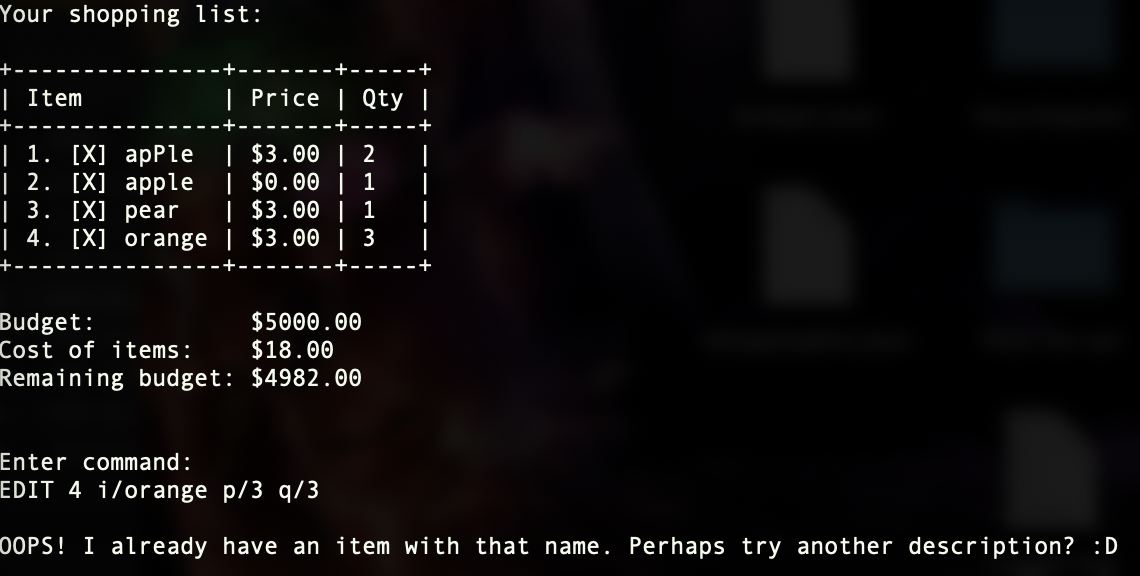 Your shopping list:
+---------------+-------+-----+
| Item          | Price | Qty |
+---------------+-------+-----+
| 1. [X] apPle  | $3.00 | 2   |
| 2. [X] apple  | $0.00 | 1   |
| 3. [X] pear   | $3.00 | 1   |
| 4. [X] orange | $3.00 | 3   |
+---------------+-------+-----+
Budget:           $5000.00
Cost of items:    $18.00
Remaining budget: $4982.00
Enter command:
EDIT 4 i/orange p/3 q/3
OOPS! I already have an item with that name. Perhaps try another description? :D